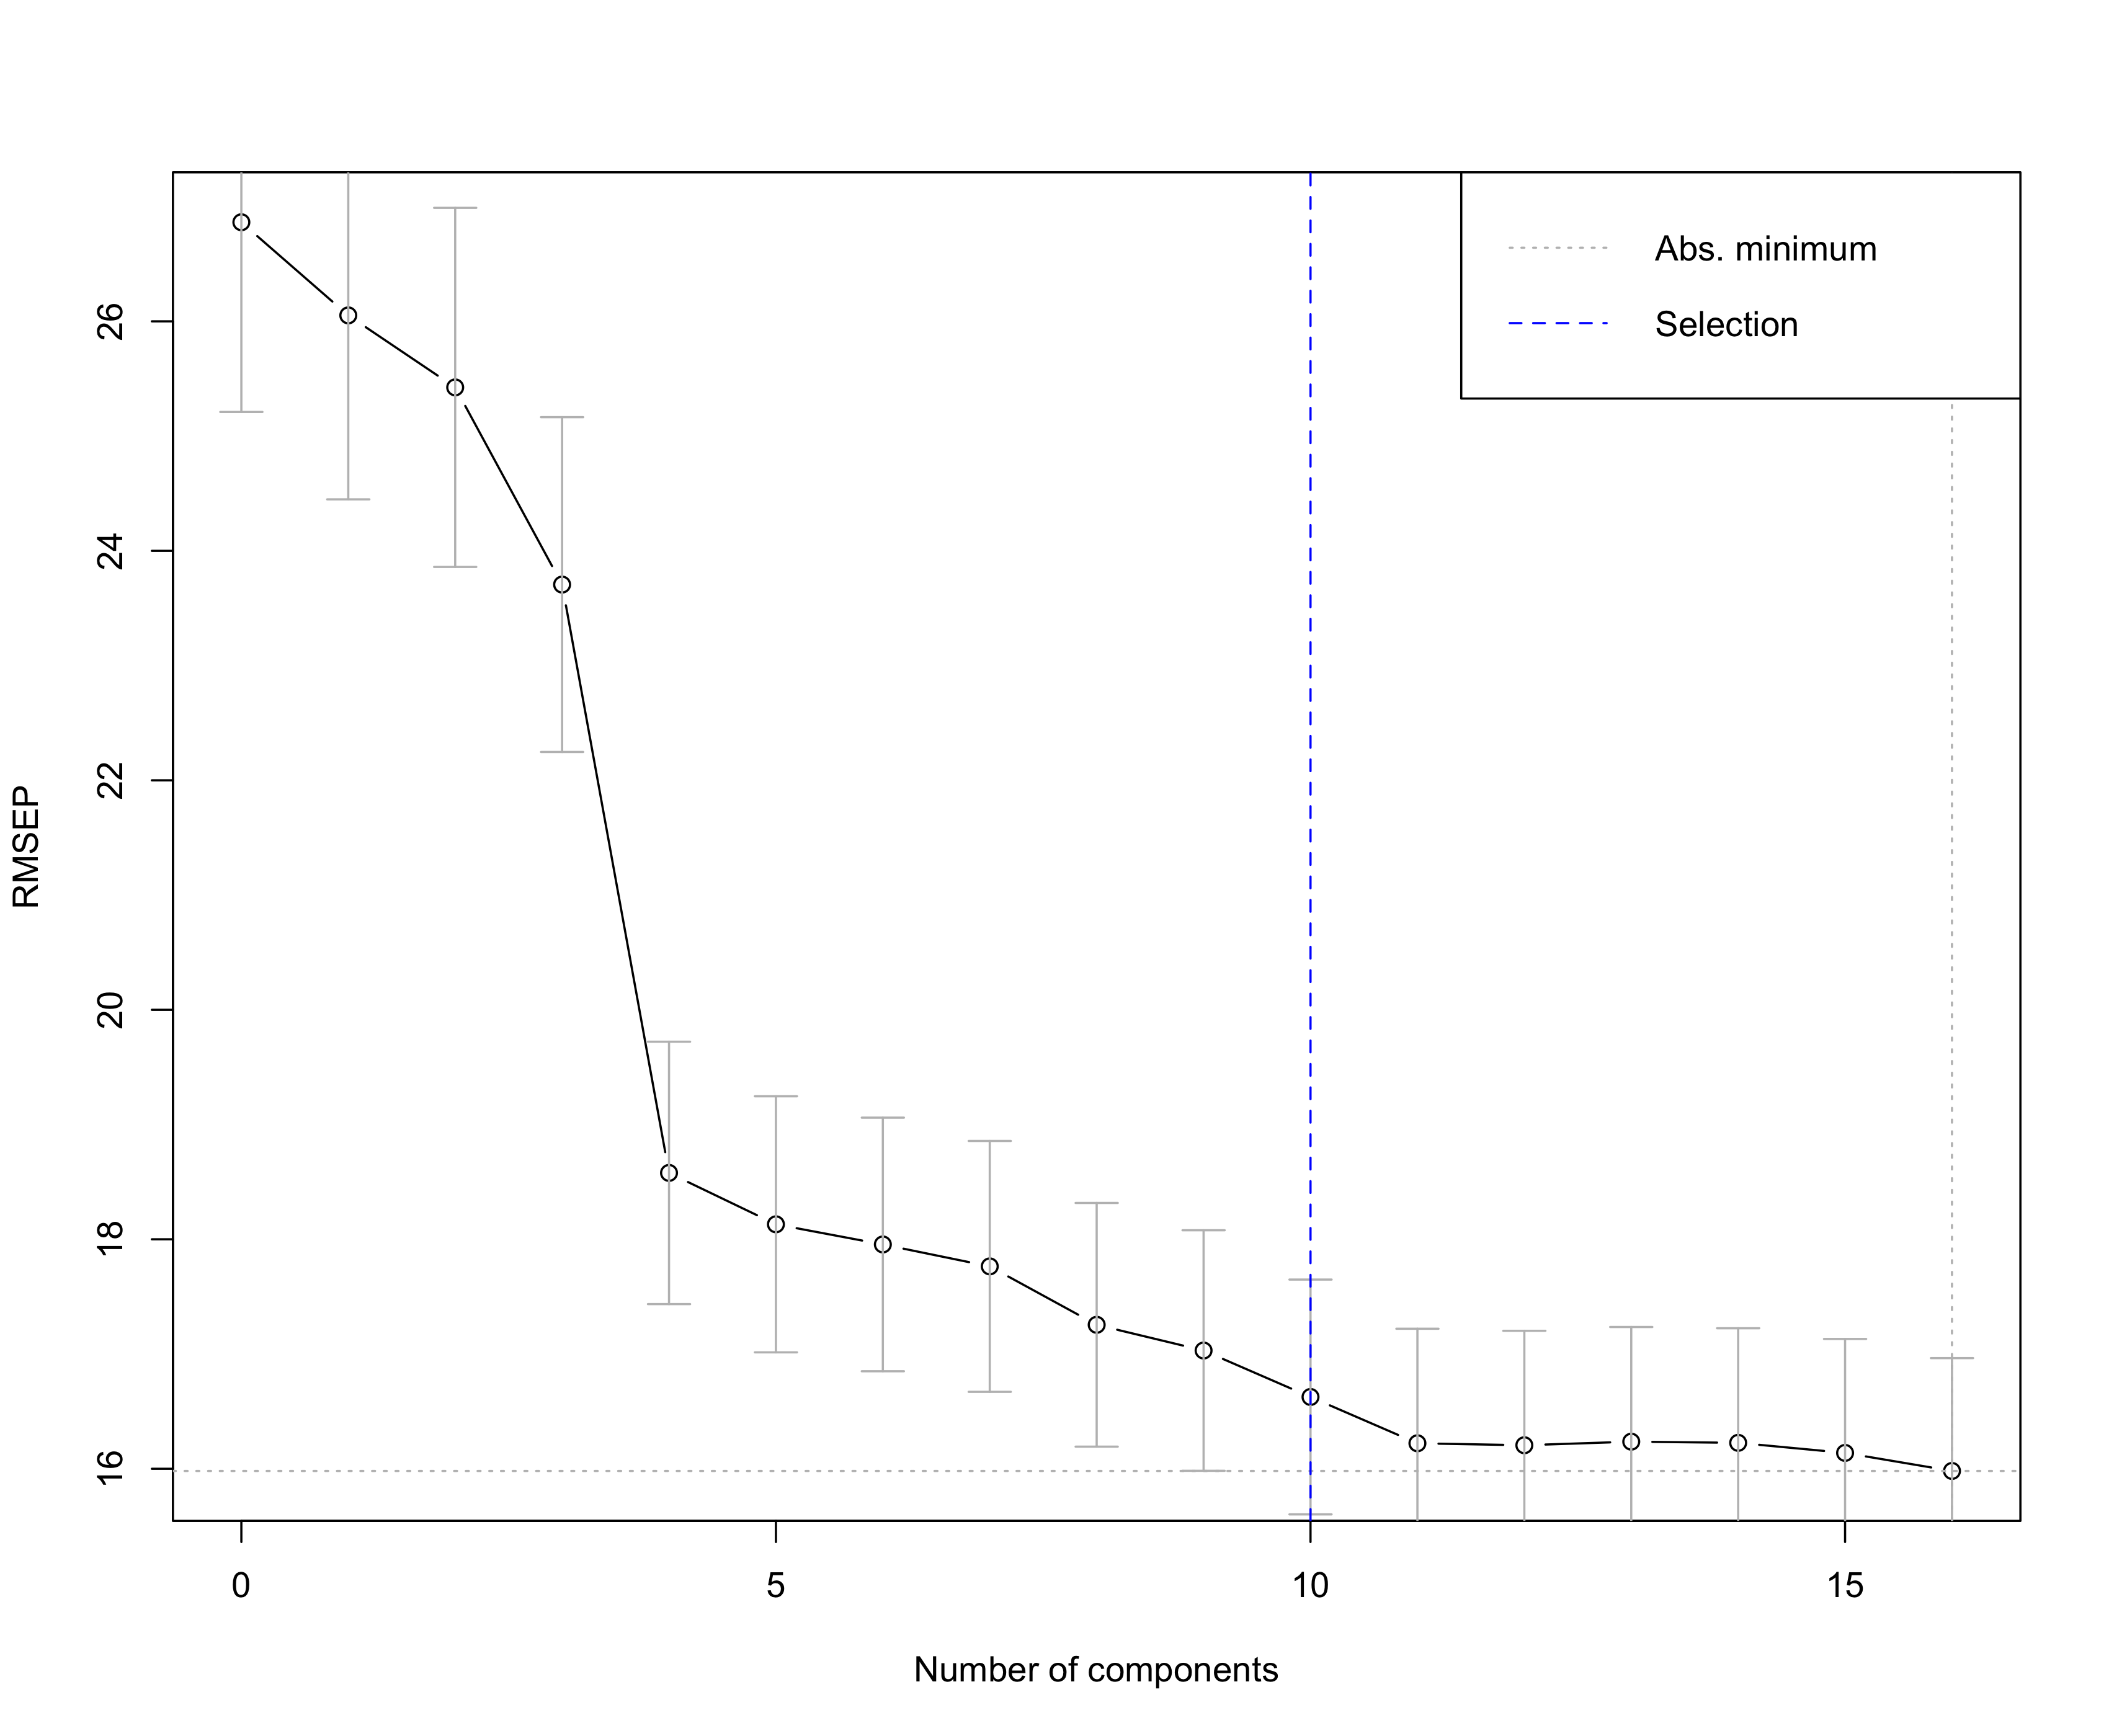 Abs. minimum
Selection
RMSEP
26
24
22
20
18
16
0 5 10 15
Number of components